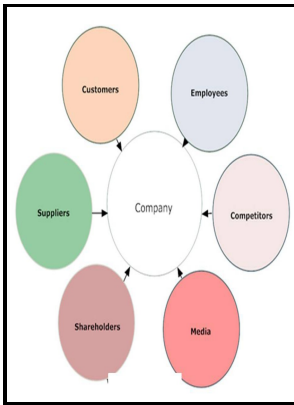 Customers
Employees
Suppliers
Company
Competitors
Shareholders
Media